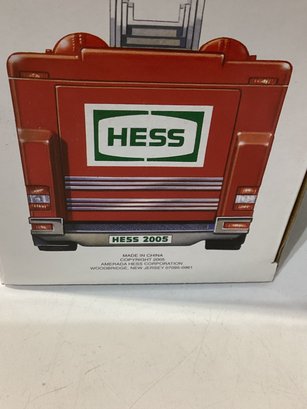 HESS
HESS 2005
MADE IN CHINA
COPYRIGHT 2005
AMERADA HESS CORPORATION
WOODBRIDGE, NEW JERSEY 07095-0961